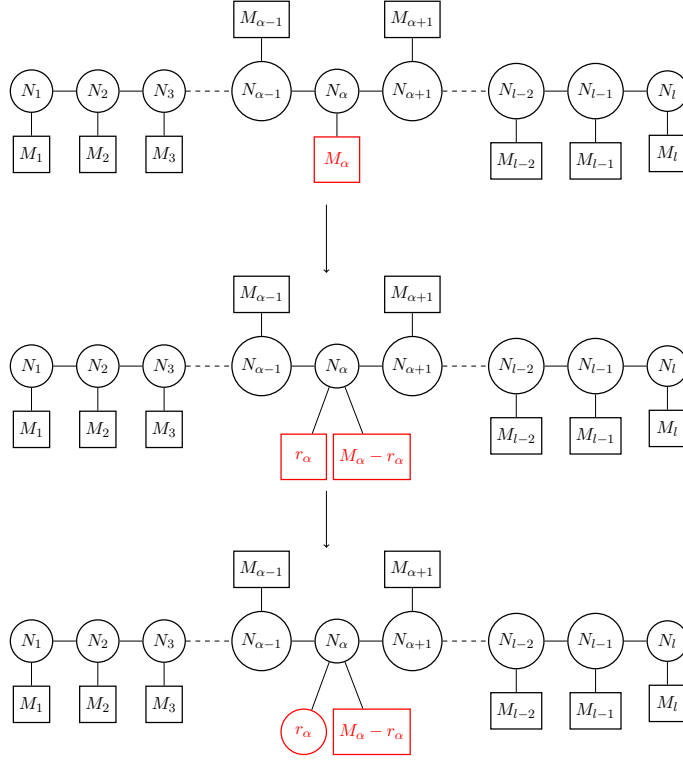 M_{α−1} M_{α+1}
N_1 N_2 N_3 N_{α−1} N_α N_{α+1} N_{l−2} N_{l−1} N_l
M_1 M_2 M_3 M_α M_{l−2} M_{l−1} M_l
M_{α−1} M_{α+1}
N_1 N_2 N_3 N_{α−1} N_α N_{α+1} N_{l−2} N_{l−1} N_l
M_1 M_2 M_3 M_{l−2} M_{l−1} M_l
r_α M_α − r_α
M_{α−1} M_{α+1}
N_1 N_2 N_3 N_{α−1} N_α N_{α+1} N_{l−2} N_{l−1} N_l
M_1 M_2 M_3 M_{l−2} M_{l−1} M_l
r_α M_α − r_α